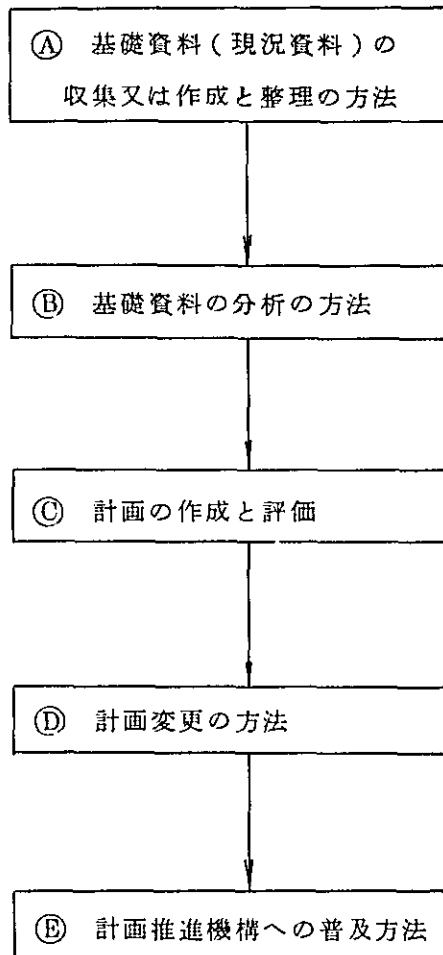 Ⓐ 基礎資料(現況資料)の
収集又は作成と整理の方法
Ⓑ 基礎資料の分析の方法
Ⓒ 計画の作成と評価
Ⓓ 計画変更の方法
Ⓔ 計画推進機構への普及方法